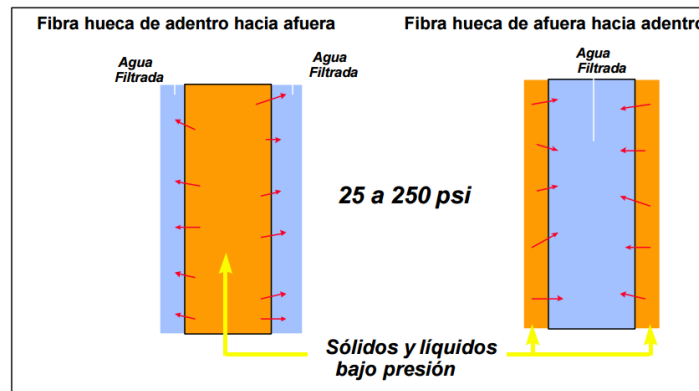 Fibra hueca de adentro hacia afuera
Fibra hueca de afuera hacia adentro
Agua
Filtrada
Agua
Filtrada
Agua
Filtrada
25 a 250 psi
Sólidos y líquidos
bajo presión